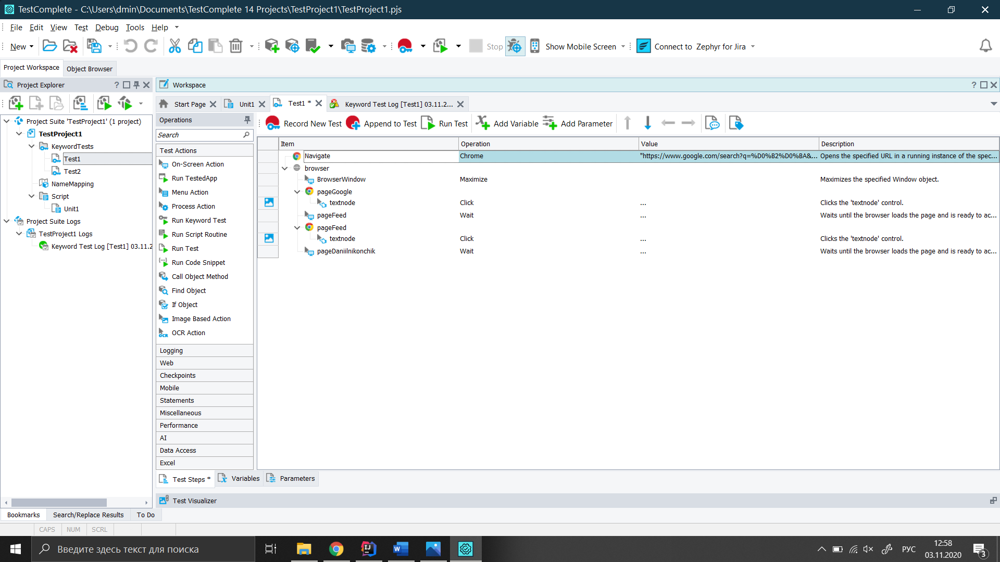 TestComplete - C:\Users\dmin\Documents\TestComplete 14 Projects\TestProject1\TestProject1.pjs
File Edit View Test Debug Tools Help
New Stop Show Mobile Screen Connect to Zephyr for Jira
Project Workspace Object Browser
Project Explorer ?
Workspace ?
Start Page Unit1 Test1 * Keyword Test Log [Test1] 03.11.2...
Project Suite 'TestProject1' (1 project)
TestProject1
KeywordTests
Test1
Test2
NameMapping
Script
Unit1
Project Suite Logs
TestProject1 Logs
Keyword Test Log [Test1] 03.11.2
Operations
Search
Test Actions
On-Screen Action
Run TestedApp
Menu Action
Process Action
Run Keyword Test
Run Script Routine
Run Test
Run Code Snippet
Call Object Method
Find Object
If Object
Image Based Action
OCR Action
Logging
Web
Checkpoints
Mobile
Statements
Miscellaneous
Performance
AI
Data Access
Excel
Record New Test Append to Test Run Test Add Variable Add Parameter
Item Operation Value Description
Navigate Chrome "https://www.google.com/search?q=%D0%B2%D0%BA&... Opens the specified URL in a running instance of the spec...
browser
BrowserWindow Maximize Maximizes the specified Window object.
pageGoogle
textnode Click ... Clicks the 'textnode' control.
pageFeed Wait ... Waits until the browser loads the page and is ready to ac...
pageFeed
textnode Click ... Clicks the 'textnode' control.
pageDaniilnikonchik Wait ... Waits until the browser loads the page and is ready to ac...
Test Steps * Variables Parameters
Test Visualizer
Bookmarks Search/Replace Results To Do
CAPS NUM SCRL
Введите здесь текст для поиска
РУС
12:58
03.11.2020
3